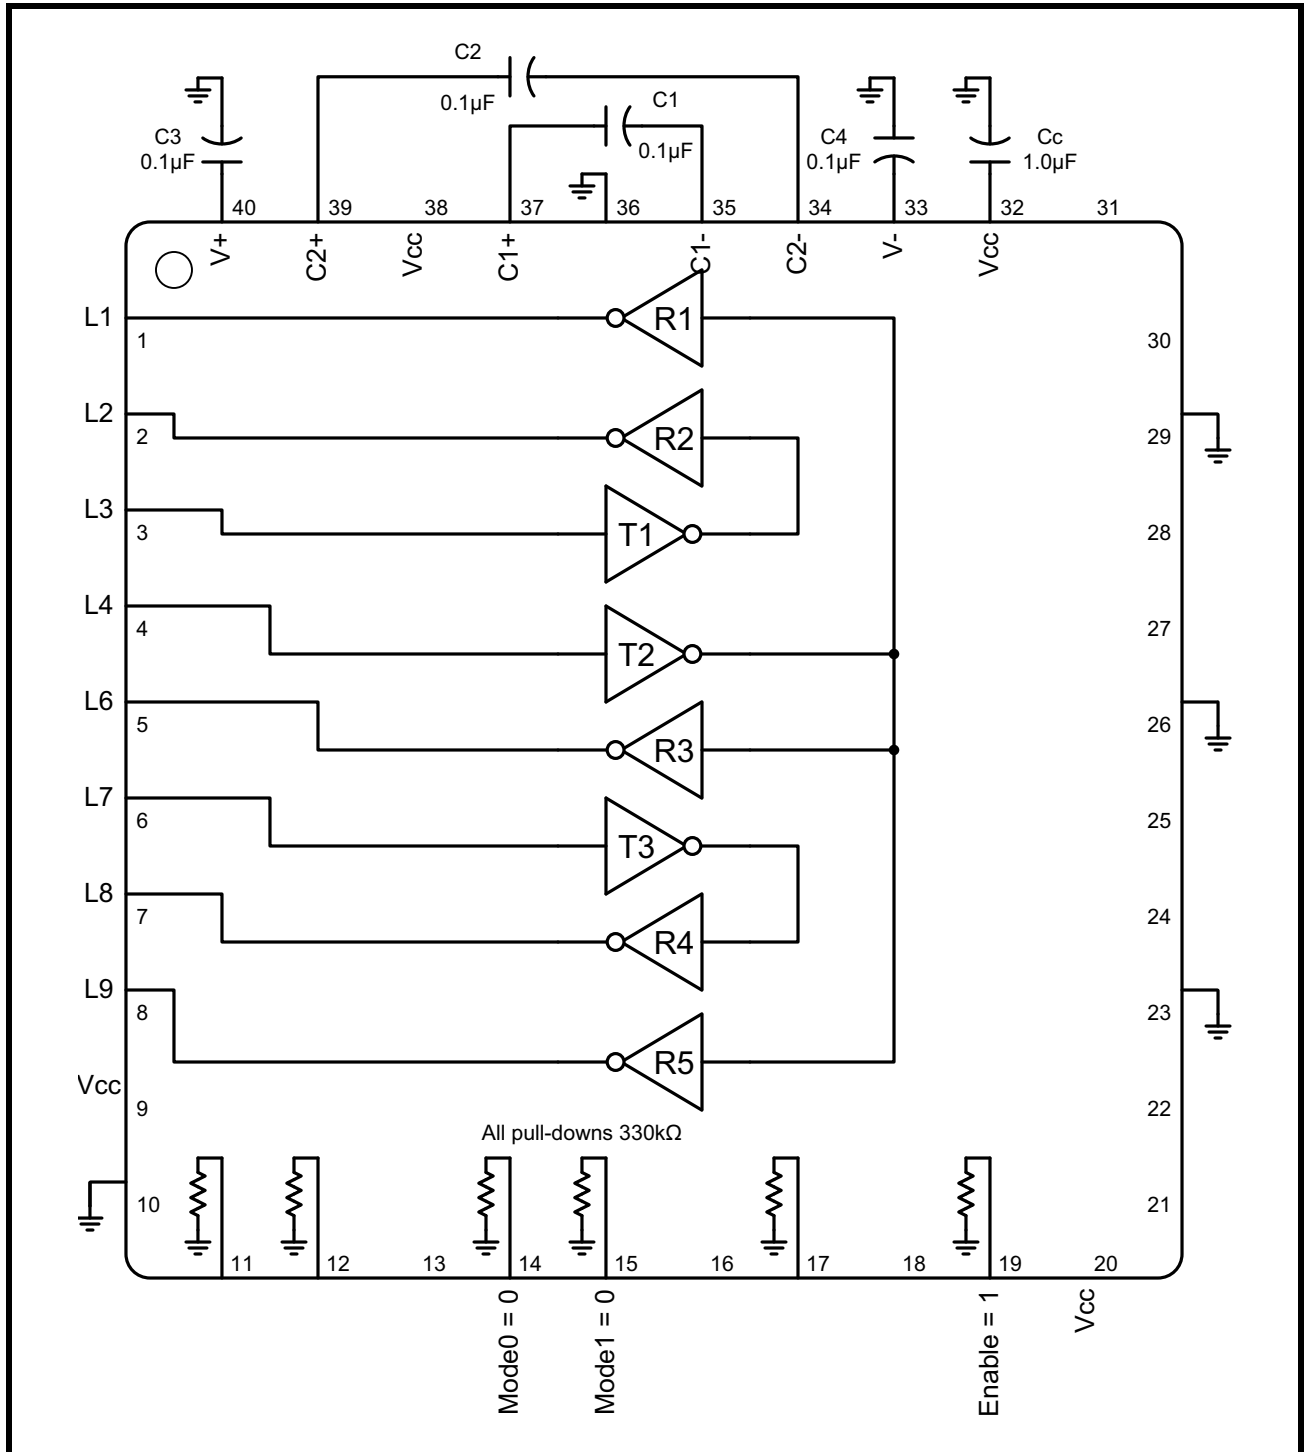 C2
0.1µF
C1
0.1µF
C3
0.1µF
C4
0.1µF
Cc
1.0µF
40 39 38 37 36 35 34 33 32 31
V+ C2+ Vcc C1+ C1- C2- V- Vcc
L1
1
R1
30
L2
2
R2
29
L3
3
T1
28
L4
4
T2
27
L6
5
R3
26
L7
6
T3
25
L8
7
R4
24
L9
8
R5
23
Vcc
9
22
All pull-downs 330kΩ
10
21
11 12 13 14 15 16 17 18 19 20
Mode0 = 0
Mode1 = 0
Enable = 1
Vcc